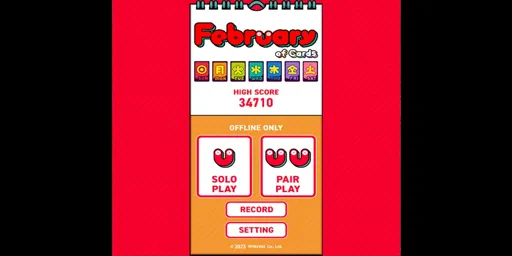 February
of Cards
日 月 火 水 木 金 土
HIGH SCORE
34710
OFFLINE ONLY
SOLO
PLAY
PAIR
PLAY
RECORD
SETTING